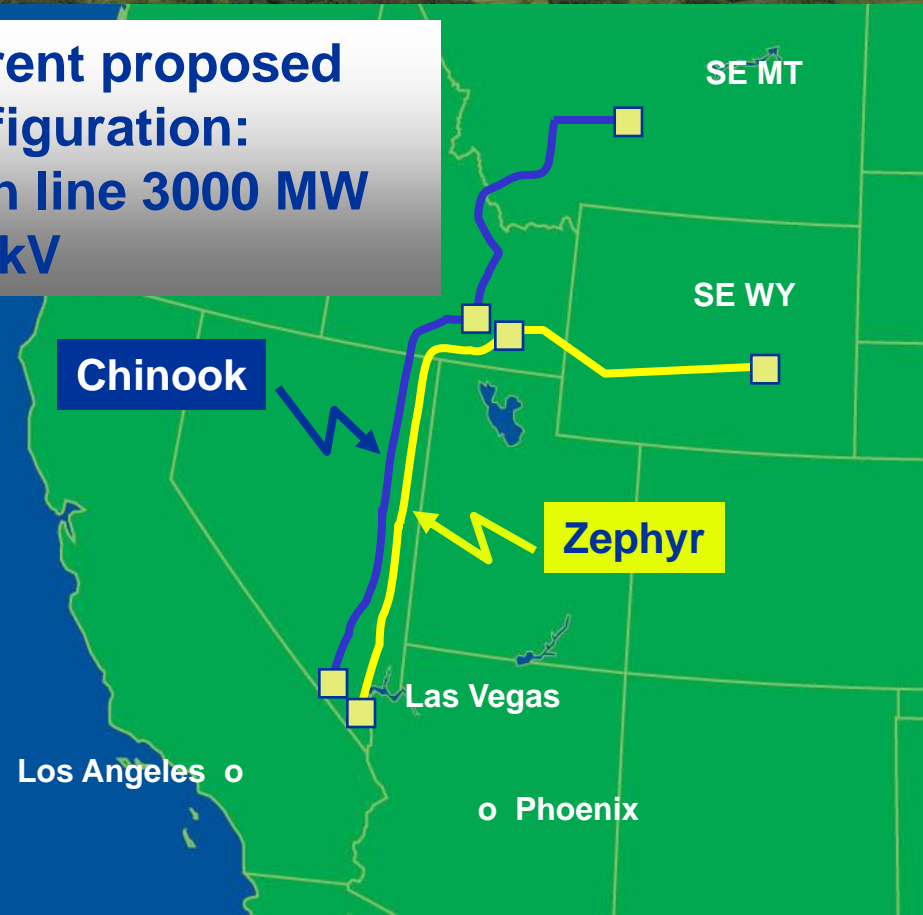 rent proposed
figuration:
n line 3000 MW
kV
SE MT
SE WY
Chinook
Zephyr
Las Vegas
Los Angeles o
o Phoenix